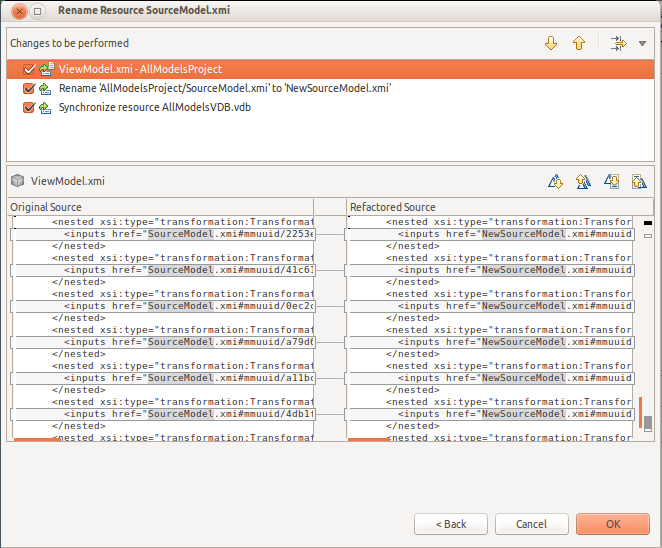 Rename Resource SourceModel.xmi
Changes to be performed
ViewModel.xmi - AllModelsProject
Rename 'AllModelsProject/SourceModel.xmi' to 'NewSourceModel.xmi'
Synchronize resource AllModelsVDB.vdb
ViewModel.xmi
Original Source
Refactored Source
<nested xsi:type="transformation:Transformat
<inputs href="SourceModel.xmi#mmuuid/2253e
</nested>
<nested xsi:type="transformation:Transformat
<inputs href="SourceModel.xmi#mmuuid/41c61
</nested>
<nested xsi:type="transformation:Transformat
<inputs href="SourceModel.xmi#mmuuid/0ec2c
</nested>
<nested xsi:type="transformation:Transformat
<inputs href="SourceModel.xmi#mmuuid/a79d6
</nested>
<nested xsi:type="transformation:Transformat
<inputs href="SourceModel.xmi#mmuuid/a11bc
</nested>
<nested xsi:type="transformation:Transformat
<inputs href="SourceModel.xmi#mmuuid/4db1f
</nested>
<nested xsi:type="transformation:Transformat
<nested xsi:type="transformation:Transfor
<inputs href="NewSourceModel.xmi#mmuuid
</nested>
<nested xsi:type="transformation:Transfor
<inputs href="NewSourceModel.xmi#mmuuid
</nested>
<nested xsi:type="transformation:Transfor
<inputs href="NewSourceModel.xmi#mmuuid
</nested>
<nested xsi:type="transformation:Transfor
<inputs href="NewSourceModel.xmi#mmuuid
</nested>
<nested xsi:type="transformation:Transfor
<inputs href="NewSourceModel.xmi#mmuuid
</nested>
<nested xsi:type="transformation:Transfor
<inputs href="NewSourceModel.xmi#mmuuid
</nested>
<nested xsi:type="transformation:Transfor
< Back
Cancel
OK